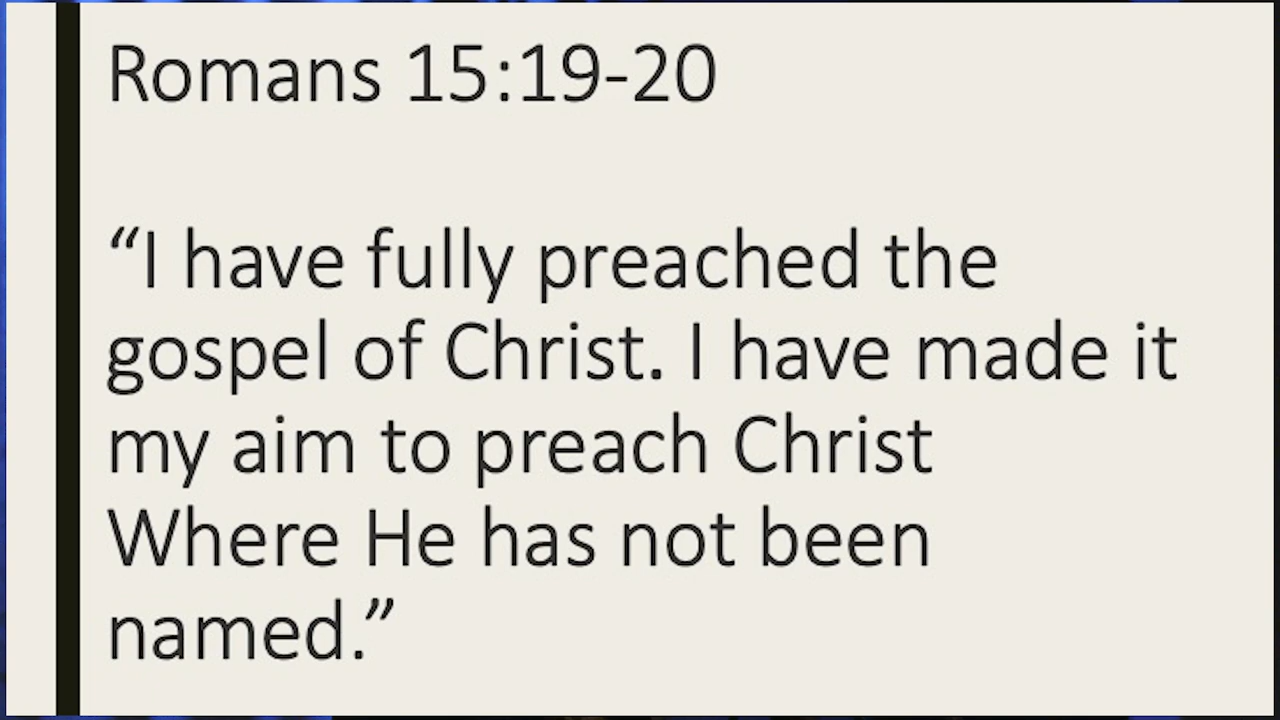 Romans 15:19-20
“I have fully preached the
gospel of Christ. I have made it
my aim to preach Christ
Where He has not been
named.”